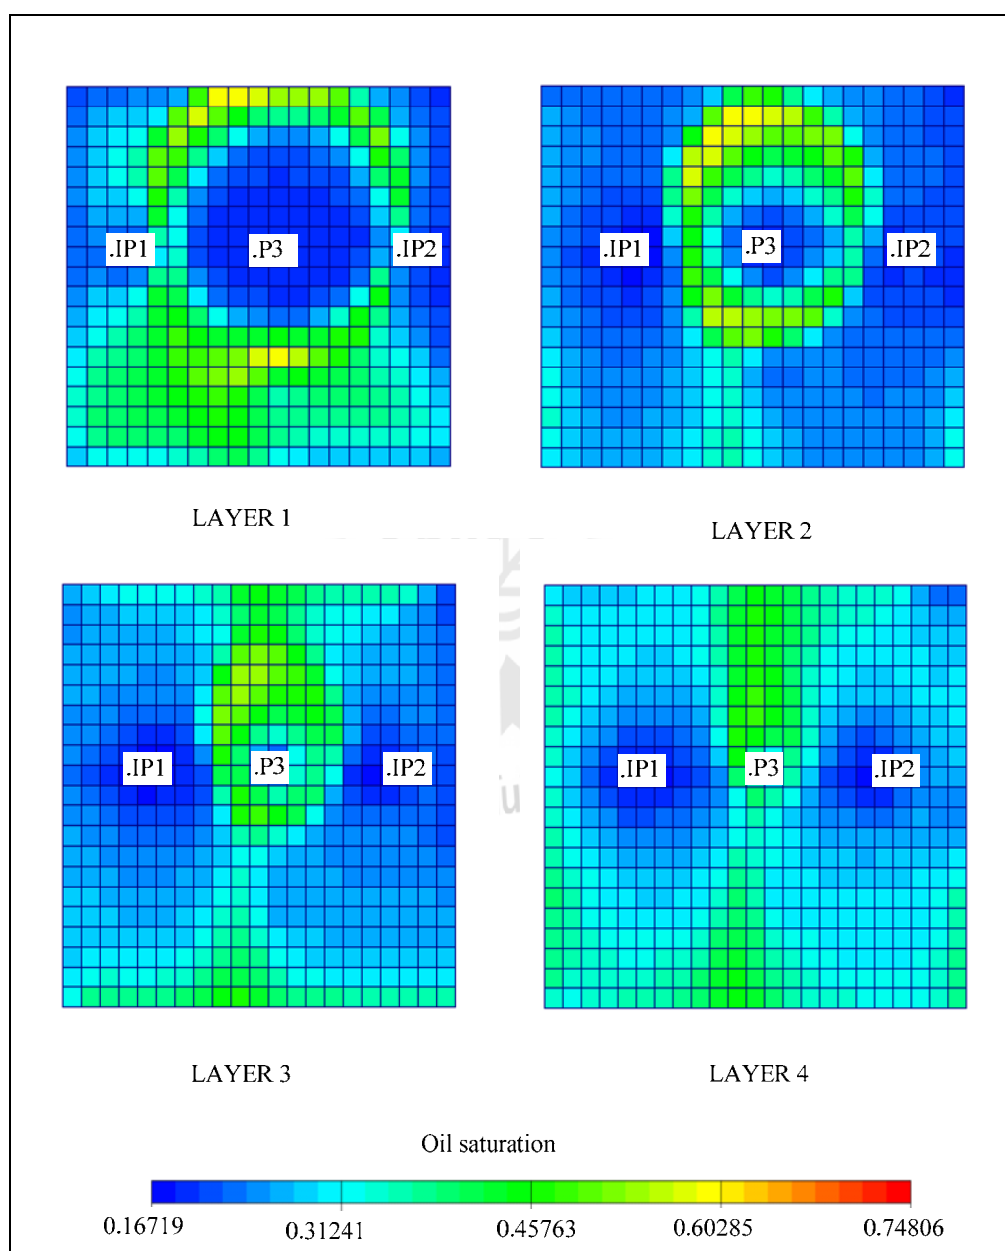 .IP1
.P3
.IP2
.IP1
.P3
.IP2
LAYER 1
LAYER 2
.IP1
.P3
.IP2
.IP1
.P3
.IP2
LAYER 3
LAYER 4
Oil saturation
0.16719
0.31241
0.45763
0.60285
0.74806